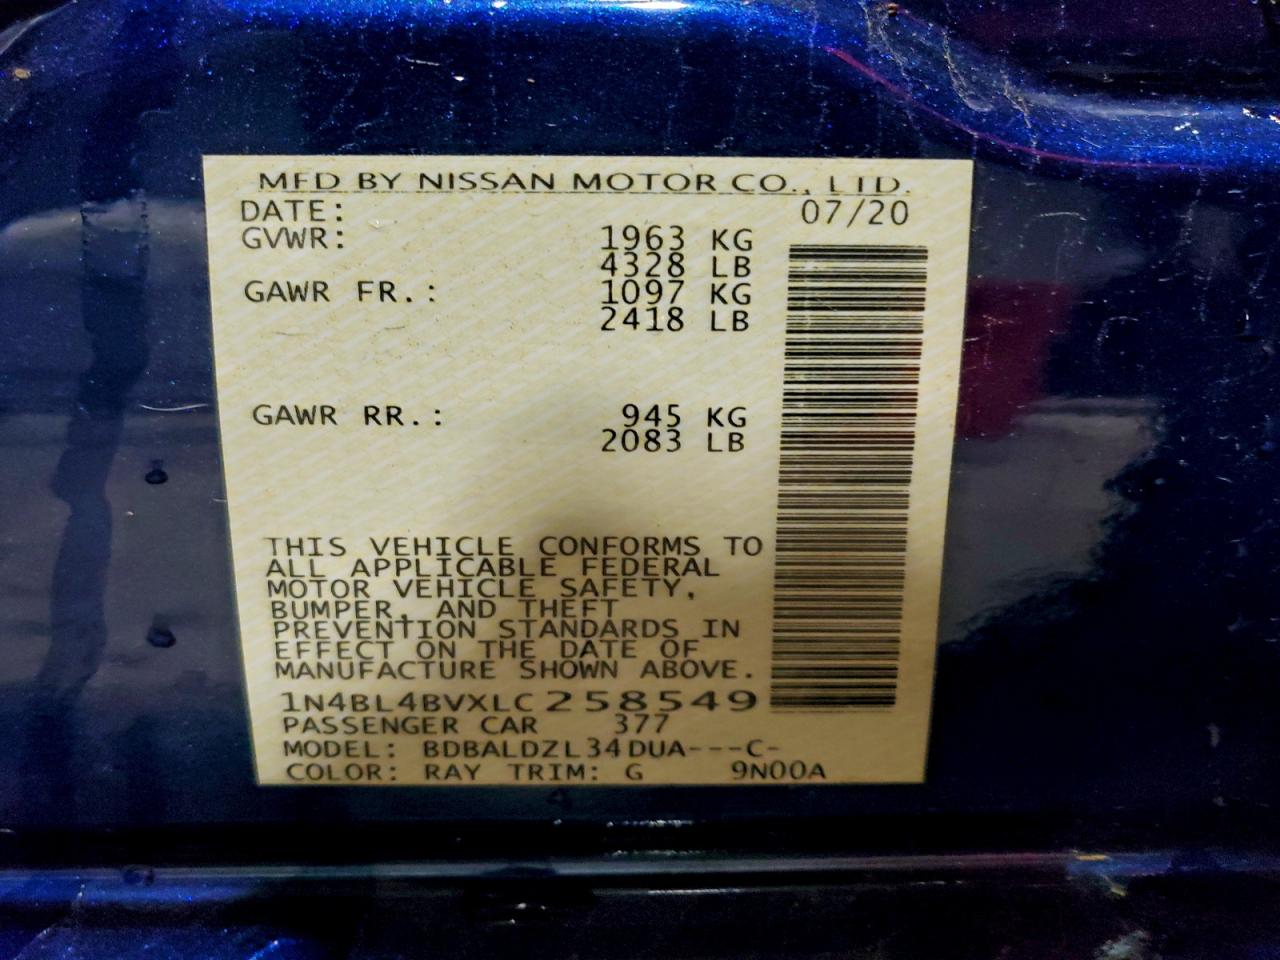 MFD BY NISSAN MOTOR CO., LTD.
DATE: 07/20
GVWR: 1963 KG
4328 LB
GAWR FR.: 1097 KG
2418 LB
GAWR RR.: 945 KG
2083 LB
THIS VEHICLE CONFORMS TO
ALL APPLICABLE FEDERAL
MOTOR VEHICLE SAFETY,
BUMPER, AND THEFT
PREVENTION STANDARDS IN
EFFECT ON THE DATE OF
MANUFACTURE SHOWN ABOVE.
1N4BL4BVXLC258549
PASSENGER CAR 377
MODEL: BDBALDZL34DUA---C-
COLOR: RAY TRIM: G 9N00A